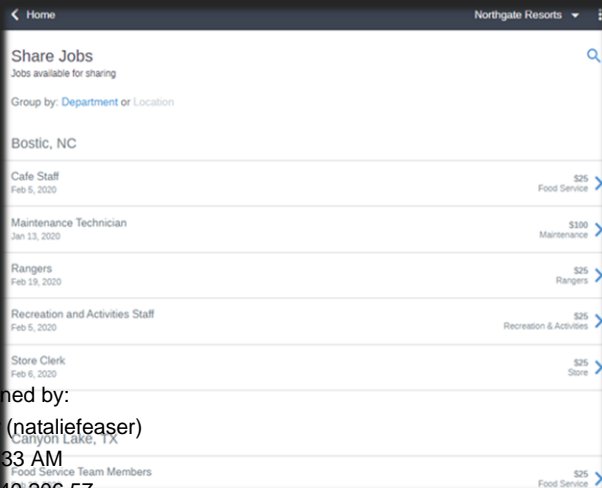 Home
Northgate Resorts
Share Jobs
Jobs available for sharing
Group by: Department or Location
Bostic, NC
Cafe Staff
$25
Feb 5, 2020
Food Service
Maintenance Technician
$100
Jan 13, 2020
Maintenance
Rangers
$25
Feb 19, 2020
Rangers
Recreation and Activities Staff
$25
Feb 5, 2020
Recreation & Activities
Store Clerk
$25
Feb 6, 2020
Store
ned by:
(nataliefeaser)
Canyon Lake, TX
33 AM
Food Service Team Members
$25
Food Service